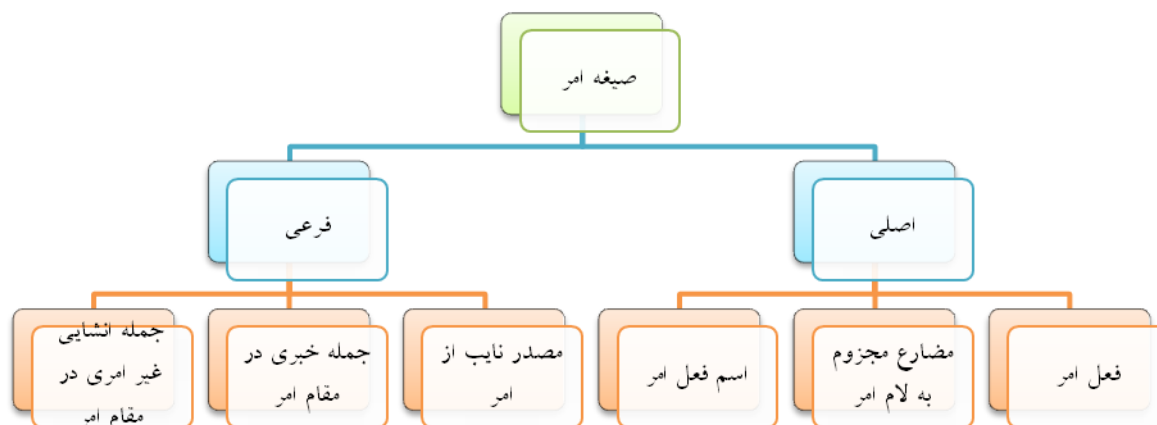 صیغه امر
اصلی
فرعی
فعل امر
مضارع مجزوم
به لام امر
اسم فعل امر
مصدر نایب از
امر
جمله خبری در
مقام امر
جمله انشایی
غیر امری در
مقام امر